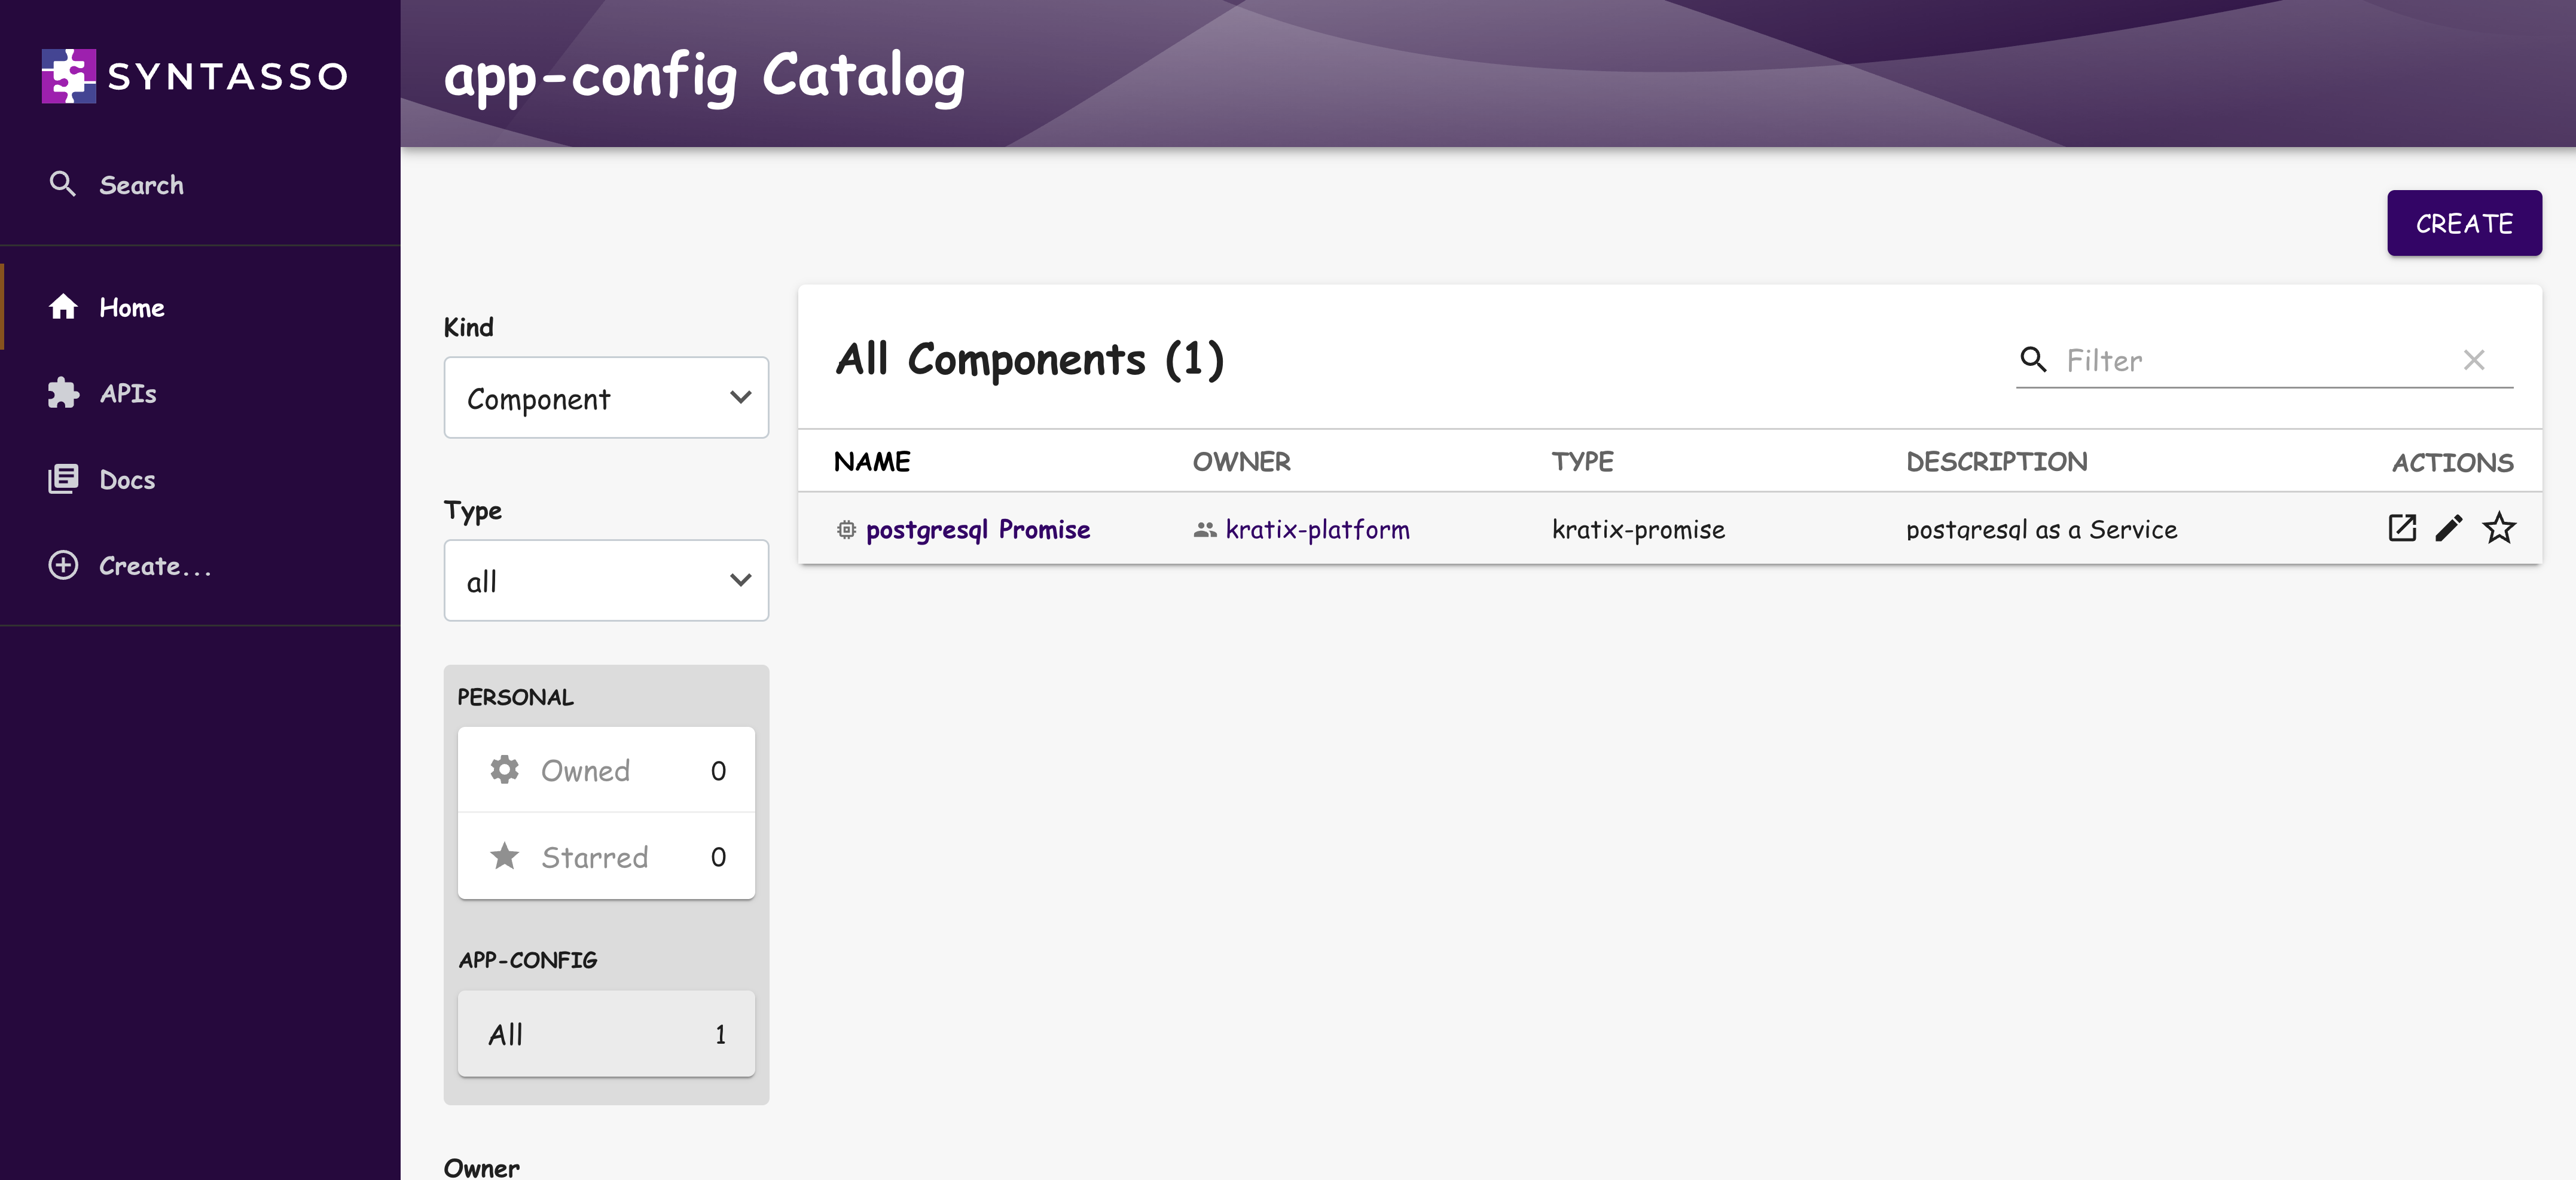 SYNTASSO
Search
Home
APIs
Docs
Create...
app-config Catalog
CREATE
Kind
Component
Type
all
PERSONAL
Owned 0
Starred 0
APP-CONFIG
All 1
Owner
All Components (1)
Filter
NAME OWNER TYPE DESCRIPTION ACTIONS
postgresql Promise kratix-platform kratix-promise postgresql as a Service